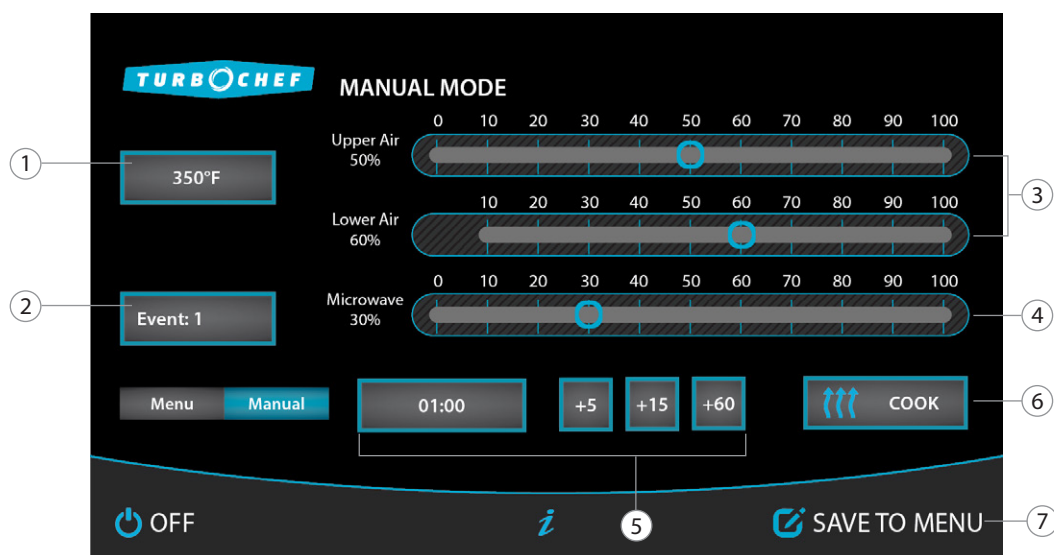 TURBOCHEF
MANUAL MODE
0 10 20 30 40 50 60 70 80 90 100
Upper Air
50%
1
350°F
3
10 20 30 40 50 60 70 80 90 100
Lower Air
60%
2
Event: 1
0 10 20 30 40 50 60 70 80 90 100
Microwave
30%
4
Menu Manual
01:00 +5 +15 +60
COOK
6
OFF
i
5
SAVE TO MENU
7